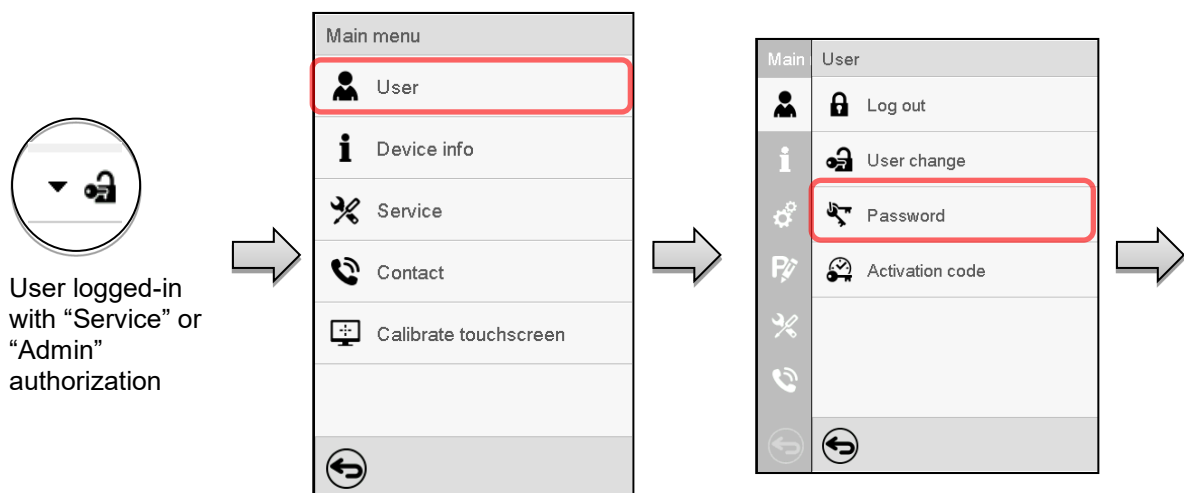 User logged-in
with “Service” or
“Admin”
authorization
Main menu
User
Device info
Service
Contact
Calibrate touchscreen
Main
User
Log out
User change
Password
Activation code